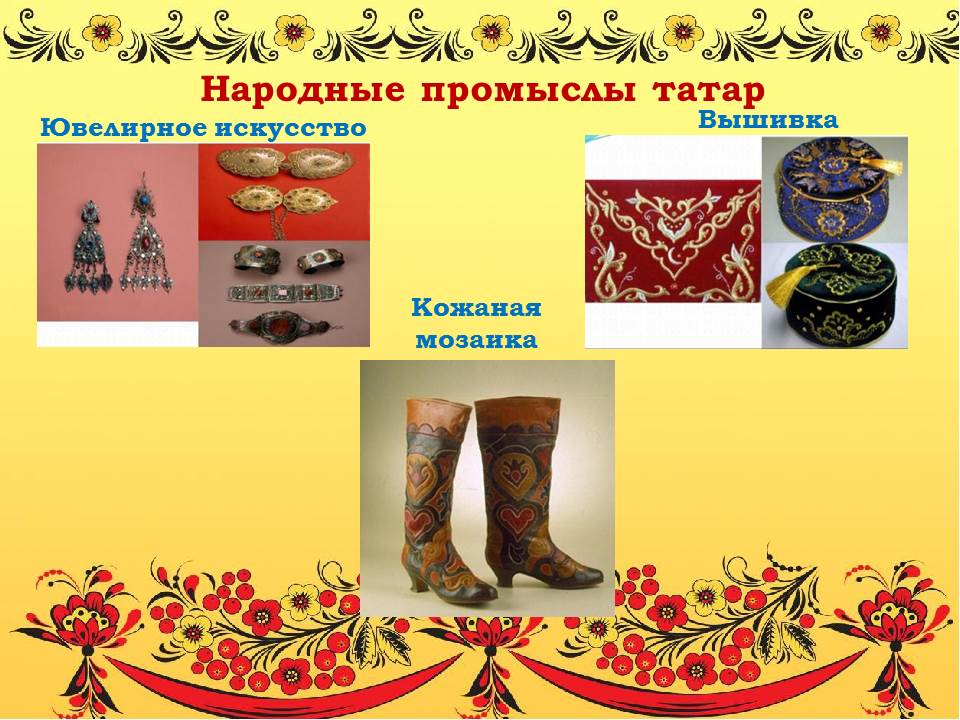 Народные промыслы татар
Ювелирное искусство
Вышивка
Кожаная
мозаика